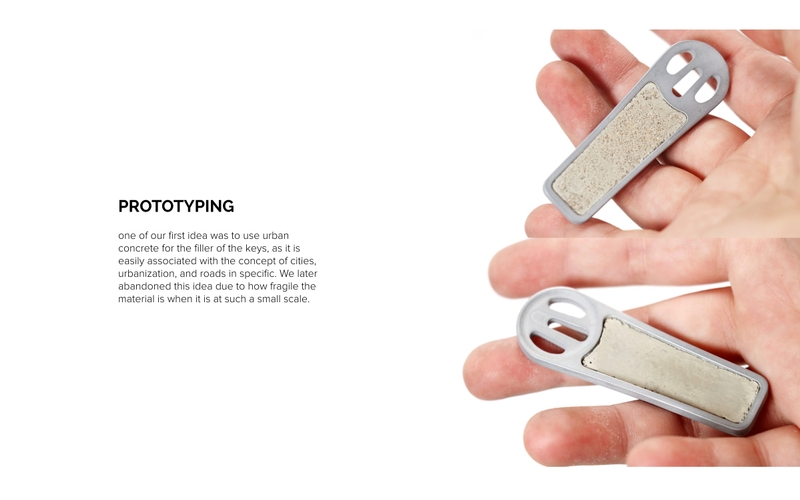 PROTOTYPING
one of our first idea was to use urban
concrete for the filler of the keys, as it is
easily associated with the concept of cities,
urbanization, and roads in specific. We later
abandoned this idea due to how fragile the
material is when it is at such a small scale.